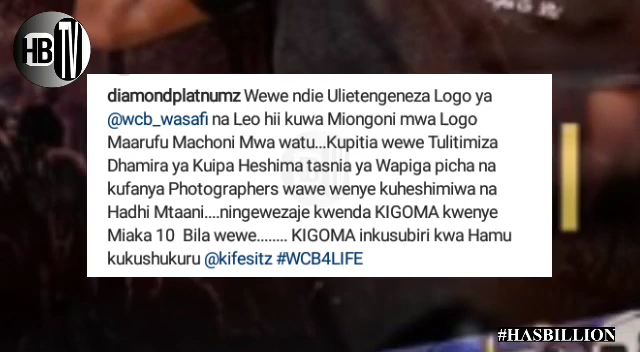 HB TV
diamondplatnumz Wewe ndie Ulietengeneza Logo ya
@wcb_wasafi na Leo hii kuwa Miongoni mwa Logo
Maarufu Machoni Mwa watu...Kupitia wewe Tulitimiza
Dhamira ya Kuipa Heshima tasnia ya Wapiga picha na
kufanya Photographers wawe wenye kuheshimiwa na
Hadhi Mtaani....ningewezaje kwenda KIGOMA kwenye
Miaka 10 Bila wewe........ KIGOMA inkusubiri kwa Hamu
kukushukuru @kifesitz #WCB4LIFE
#HASBILLION